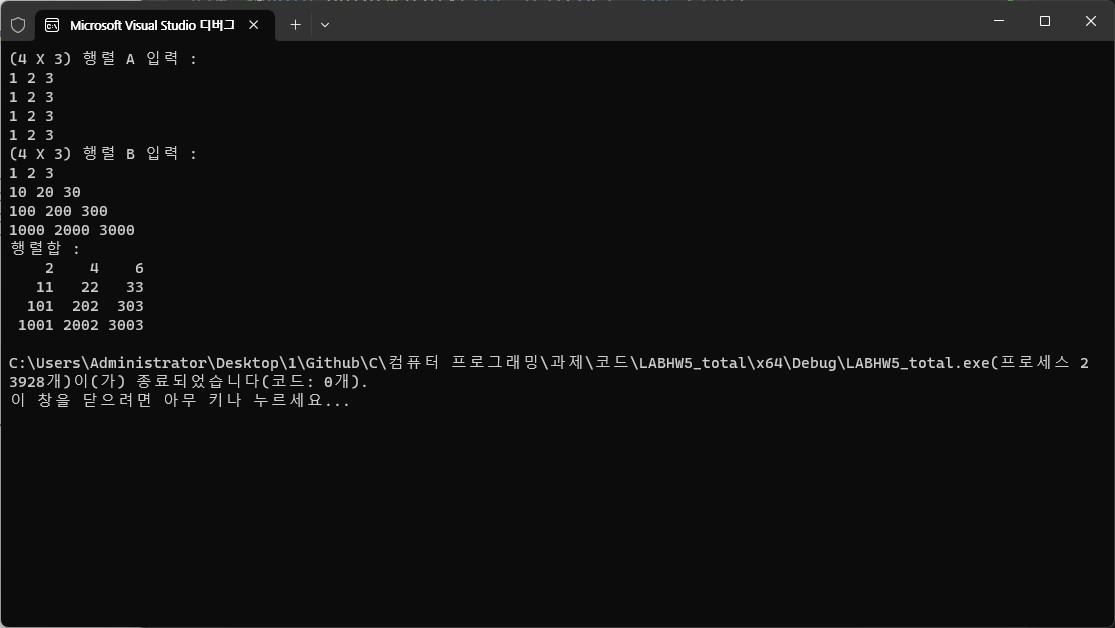 Microsoft Visual Studio 디버그
(4 X 3) 행렬 A 입력 :
1 2 3
1 2 3
1 2 3
1 2 3
(4 X 3) 행렬 B 입력 :
1 2 3
10 20 30
100 200 300
1000 2000 3000
행렬합 :
    2    4    6
   11   22   33
  101  202  303
 1001 2002 3003
C:\Users\Administrator\Desktop\1\Github\C\컴퓨터 프로그래밍\과제\코드\LABHW5_total\x64\Debug\LABHW5_total.exe(프로세스 2
3928개)이(가) 종료되었습니다(코드: 0개).
이 창을 닫으려면 아무 키나 누르세요...